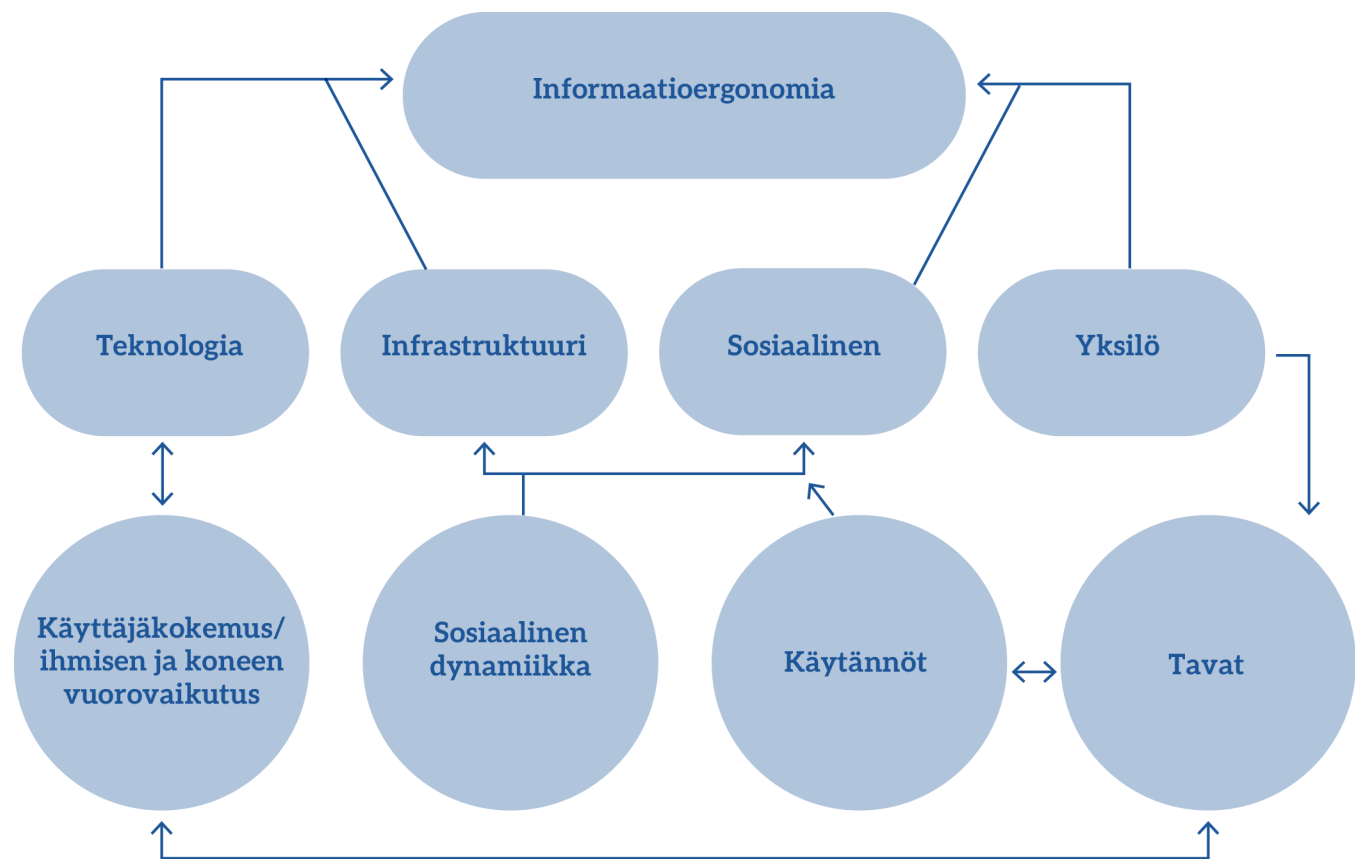 Informaatioergonomia
Teknologia
Infrastruktuuri
Sosiaalinen
Yksilö
Käyttäjäkokemus/
ihmisen ja koneen
vuorovaikutus
Sosiaalinen
dynamiikka
Käytännöt
Tavat